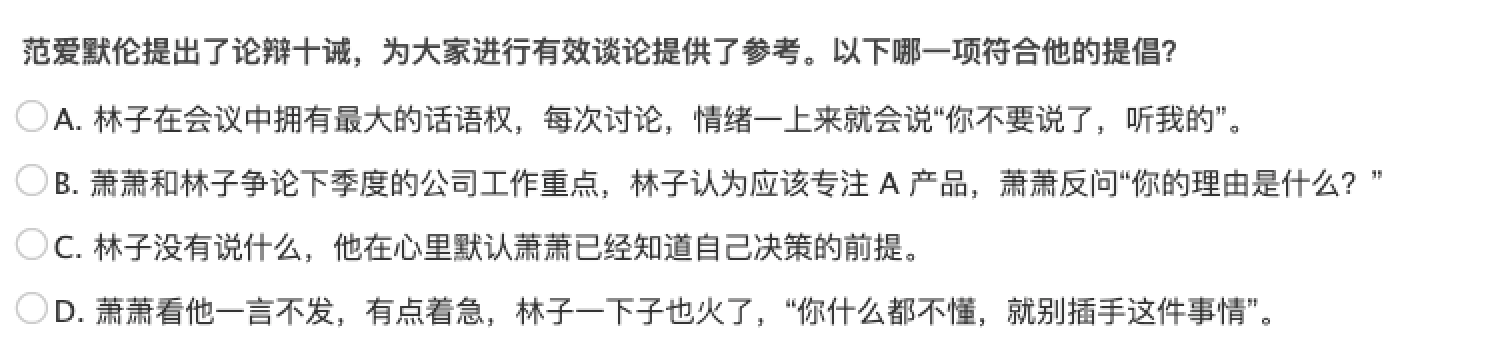 范爱默伦提出了论辩十诫，为大家进行有效谈论提供了参考。以下哪一项符合他的提倡？
A. 林子在会议中拥有最大的话语权，每次讨论，情绪一上来就会说“你不要说了，听我的”。
B. 萧萧和林子争论下季度的公司工作重点，林子认为应该专注 A 产品，萧萧反问“你的理由是什么？”
C. 林子没有说什么，他在心里默认萧萧已经知道自己决策的前提。
D. 萧萧看他一言不发，有点着急，林子一下子也火了，“你什么都不懂，就别插手这件事情”。